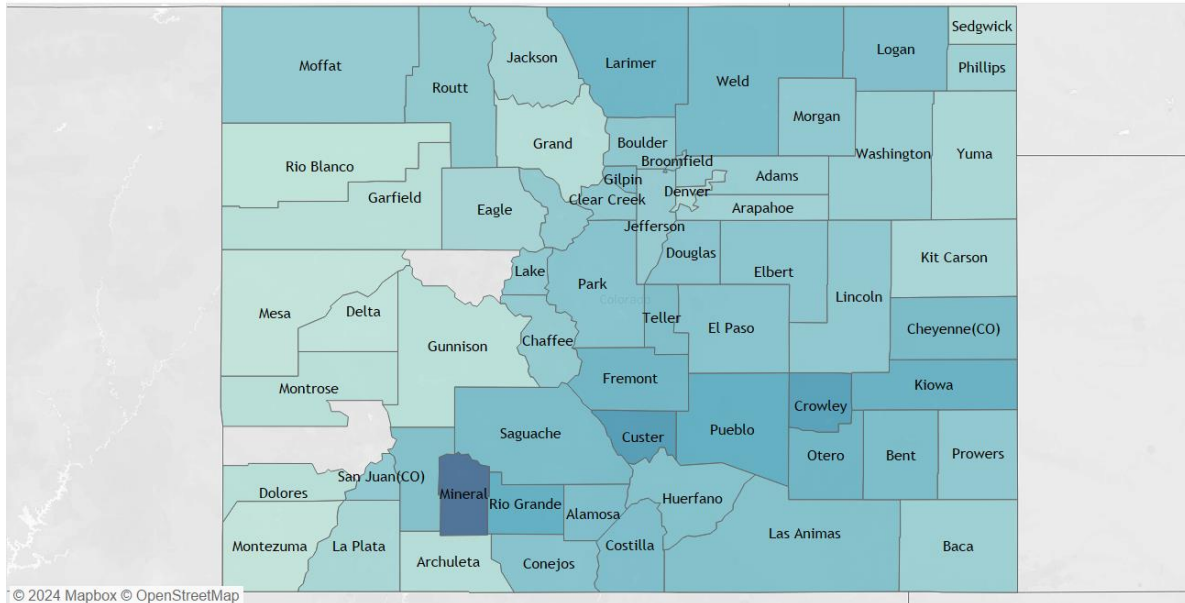 Sedgwick
Moffat
Jackson
Larimer
Logan
Weld
Phillips
Routt
Morgan
Grand
Boulder
Washington
Yuma
Rio Blanco
Broomfield
Gilpin
Adams
Garfield
Clear Creek
Denver
Eagle
Arapahoe
Jefferson
Douglas
Kit Carson
Lake
Elbert
Park
Colorado
Lincoln
Mesa
Delta
Teller
El Paso
Cheyenne(CO)
Chaffee
Gunnison
Fremont
Kiowa
Montrose
Crowley
Saguache
Custer
Pueblo
Otero
Bent
Prowers
San Juan(CO)
Dolores
Mineral
Rio Grande
Huerfano
Alamosa
Las Animas
Montezuma
La Plata
Costilla
Baca
Archuleta
Conejos
© 2024 Mapbox © OpenStreetMap